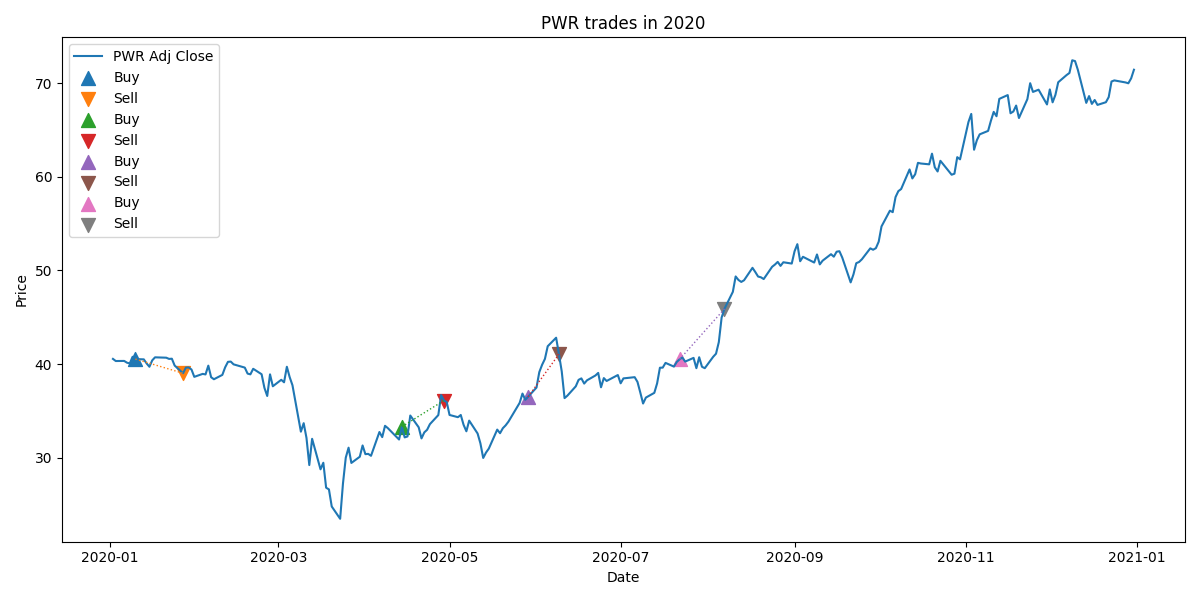 PWR trades in 2020
PWR Adj Close
Buy
Sell
Buy
Sell
Buy
Sell
Buy
Sell
Price
70
60
50
40
30
2020-01
2020-03
2020-05
2020-07
2020-09
2020-11
2021-01
Date